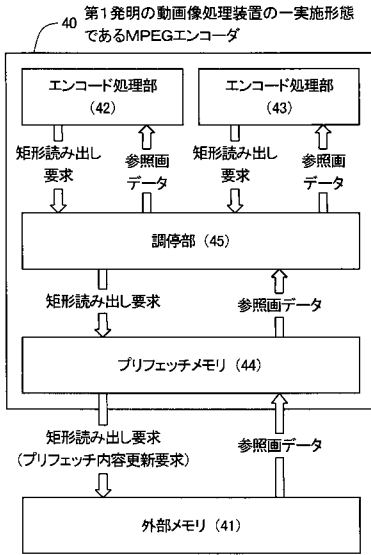 40
第1発明の動画像処理装置の一実施形態
であるMPEGエンコーダ
エンコード処理部
(42)
エンコード処理部
(43)
矩形読み出し
要求
参照画
データ
矩形読み出し
要求
参照画
データ
調停部(45)
矩形読み出し要求
参照画データ
プリフェッチメモリ(44)
矩形読み出し要求
(プリフェッチ内容更新要求)
参照画データ
外部メモリ(41)